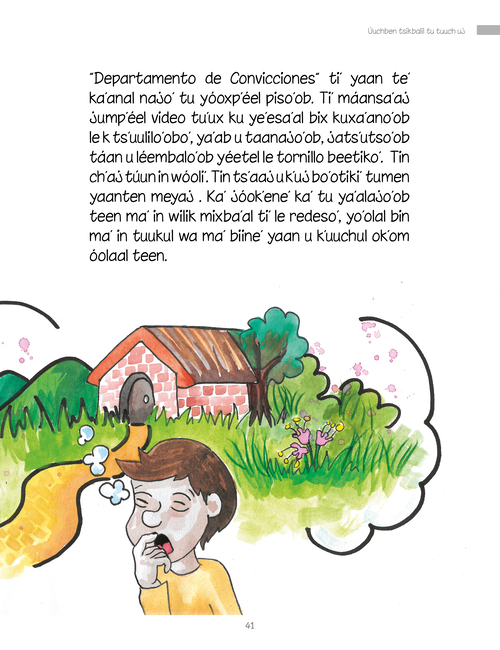 Úuchben tsikbalil tu tuuch uj
"Departamento de Convicciones" ti´ yaan te´
ka´anal najo´ tu yóoxp´éel piso´ob. Ti´ máansa´aj
jump´éel video tu´ux ku ye´esa´al bix kuxa´ano´ob
le k ts´uulilo´obo´, ya´ab u taanajo´ob, jats´utso´ob
táan u léembalo´ob yéetel le tornillo beetiko´. Tin
ch´aj túun in wóoli´. Tin ts´aaj u k´uj bo´otiki´ tumen
yaanten meyaj . Ka´ jóok´ene´ ka´ tu ya´alajo´ob
teen ma´ in wilik mixba´al ti´ le redeso´, yo´olal bin
ma´ in tuukul wa ma´ biine´ yaan u k´uuchul ok´om
óolaal teen.
41